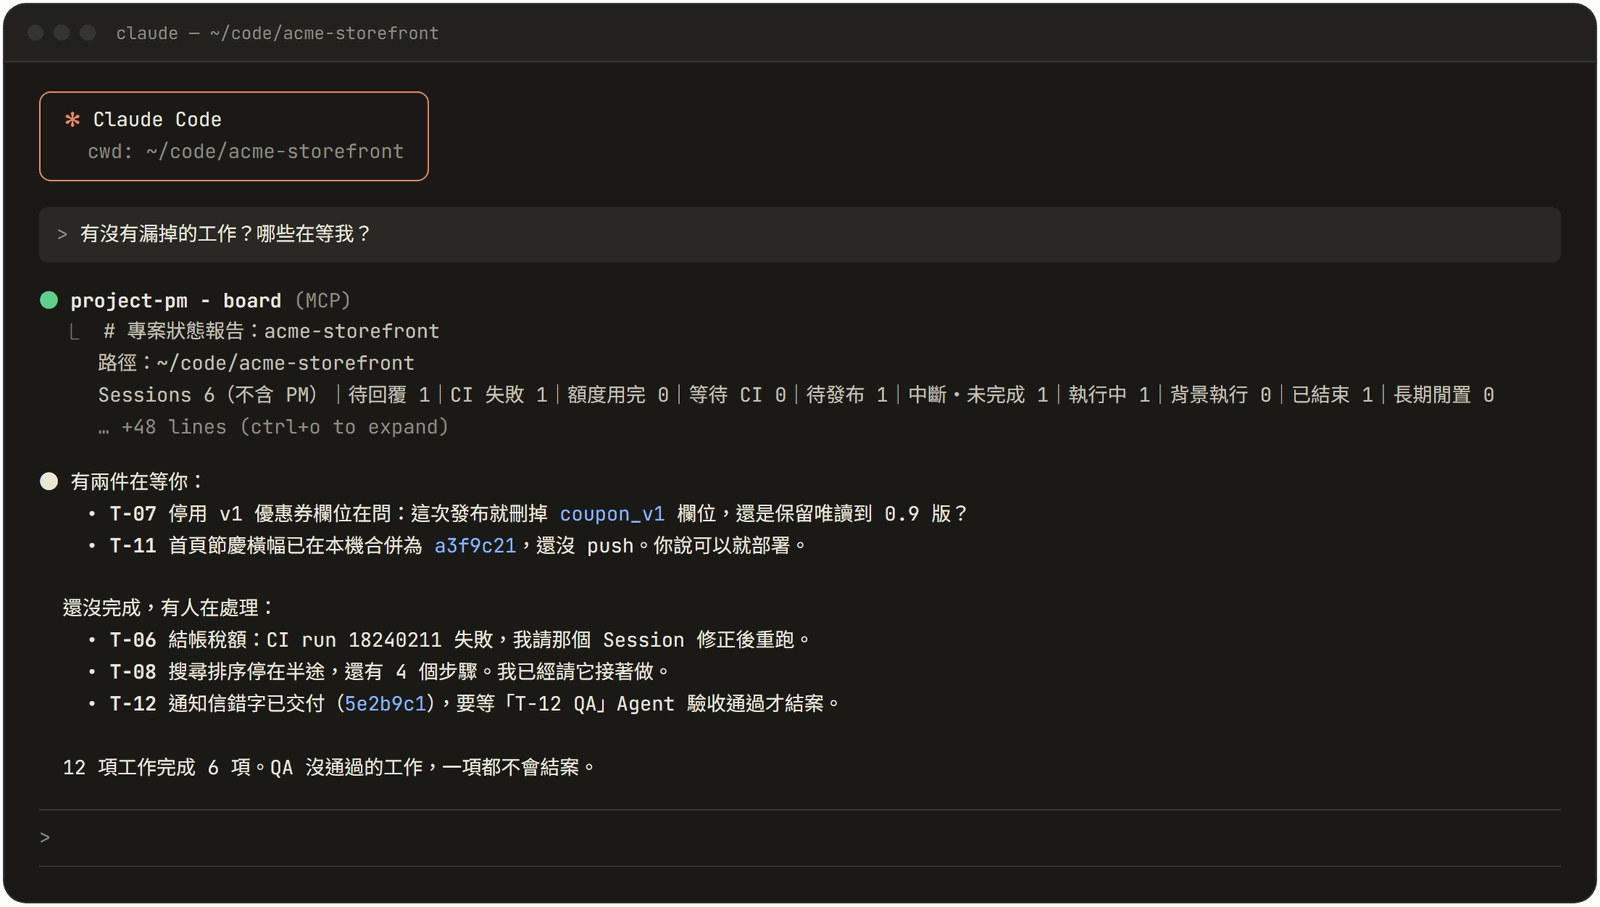 claude — ~/code/acme-storefront
✻ Claude Code
cwd: ~/code/acme-storefront
> 有沒有漏掉的工作？哪些在等我？
project-pm - board (MCP)
⎿ # 專案狀態報告：acme-storefront
路徑：~/code/acme-storefront
Sessions 6（不含 PM）｜待回覆 1｜CI 失敗 1｜額度用完 0｜等待 CI 0｜待發布 1｜中斷・未完成 1｜執行中 1｜背景執行 0｜已結束 1｜長期閒置 0
… +48 lines (ctrl+o to expand)
有兩件在等你：
• T-07 停用 v1 優惠券欄位在問：這次發布就刪掉 coupon_v1 欄位，還是保留唯讀到 0.9 版？
• T-11 首頁節慶橫幅已在本機合併為 a3f9c21，還沒 push。你說可以就部署。
還沒完成，有人在處理：
• T-06 結帳稅額：CI run 18240211 失敗，我請那個 Session 修正後重跑。
• T-08 搜尋排序停在半途，還有 4 個步驟。我已經請它接著做。
• T-12 通知信錯字已交付（5e2b9c1），要等「T-12 QA」Agent 驗收通過才結案。
12 項工作完成 6 項。QA 沒通過的工作，一項都不會結案。
>